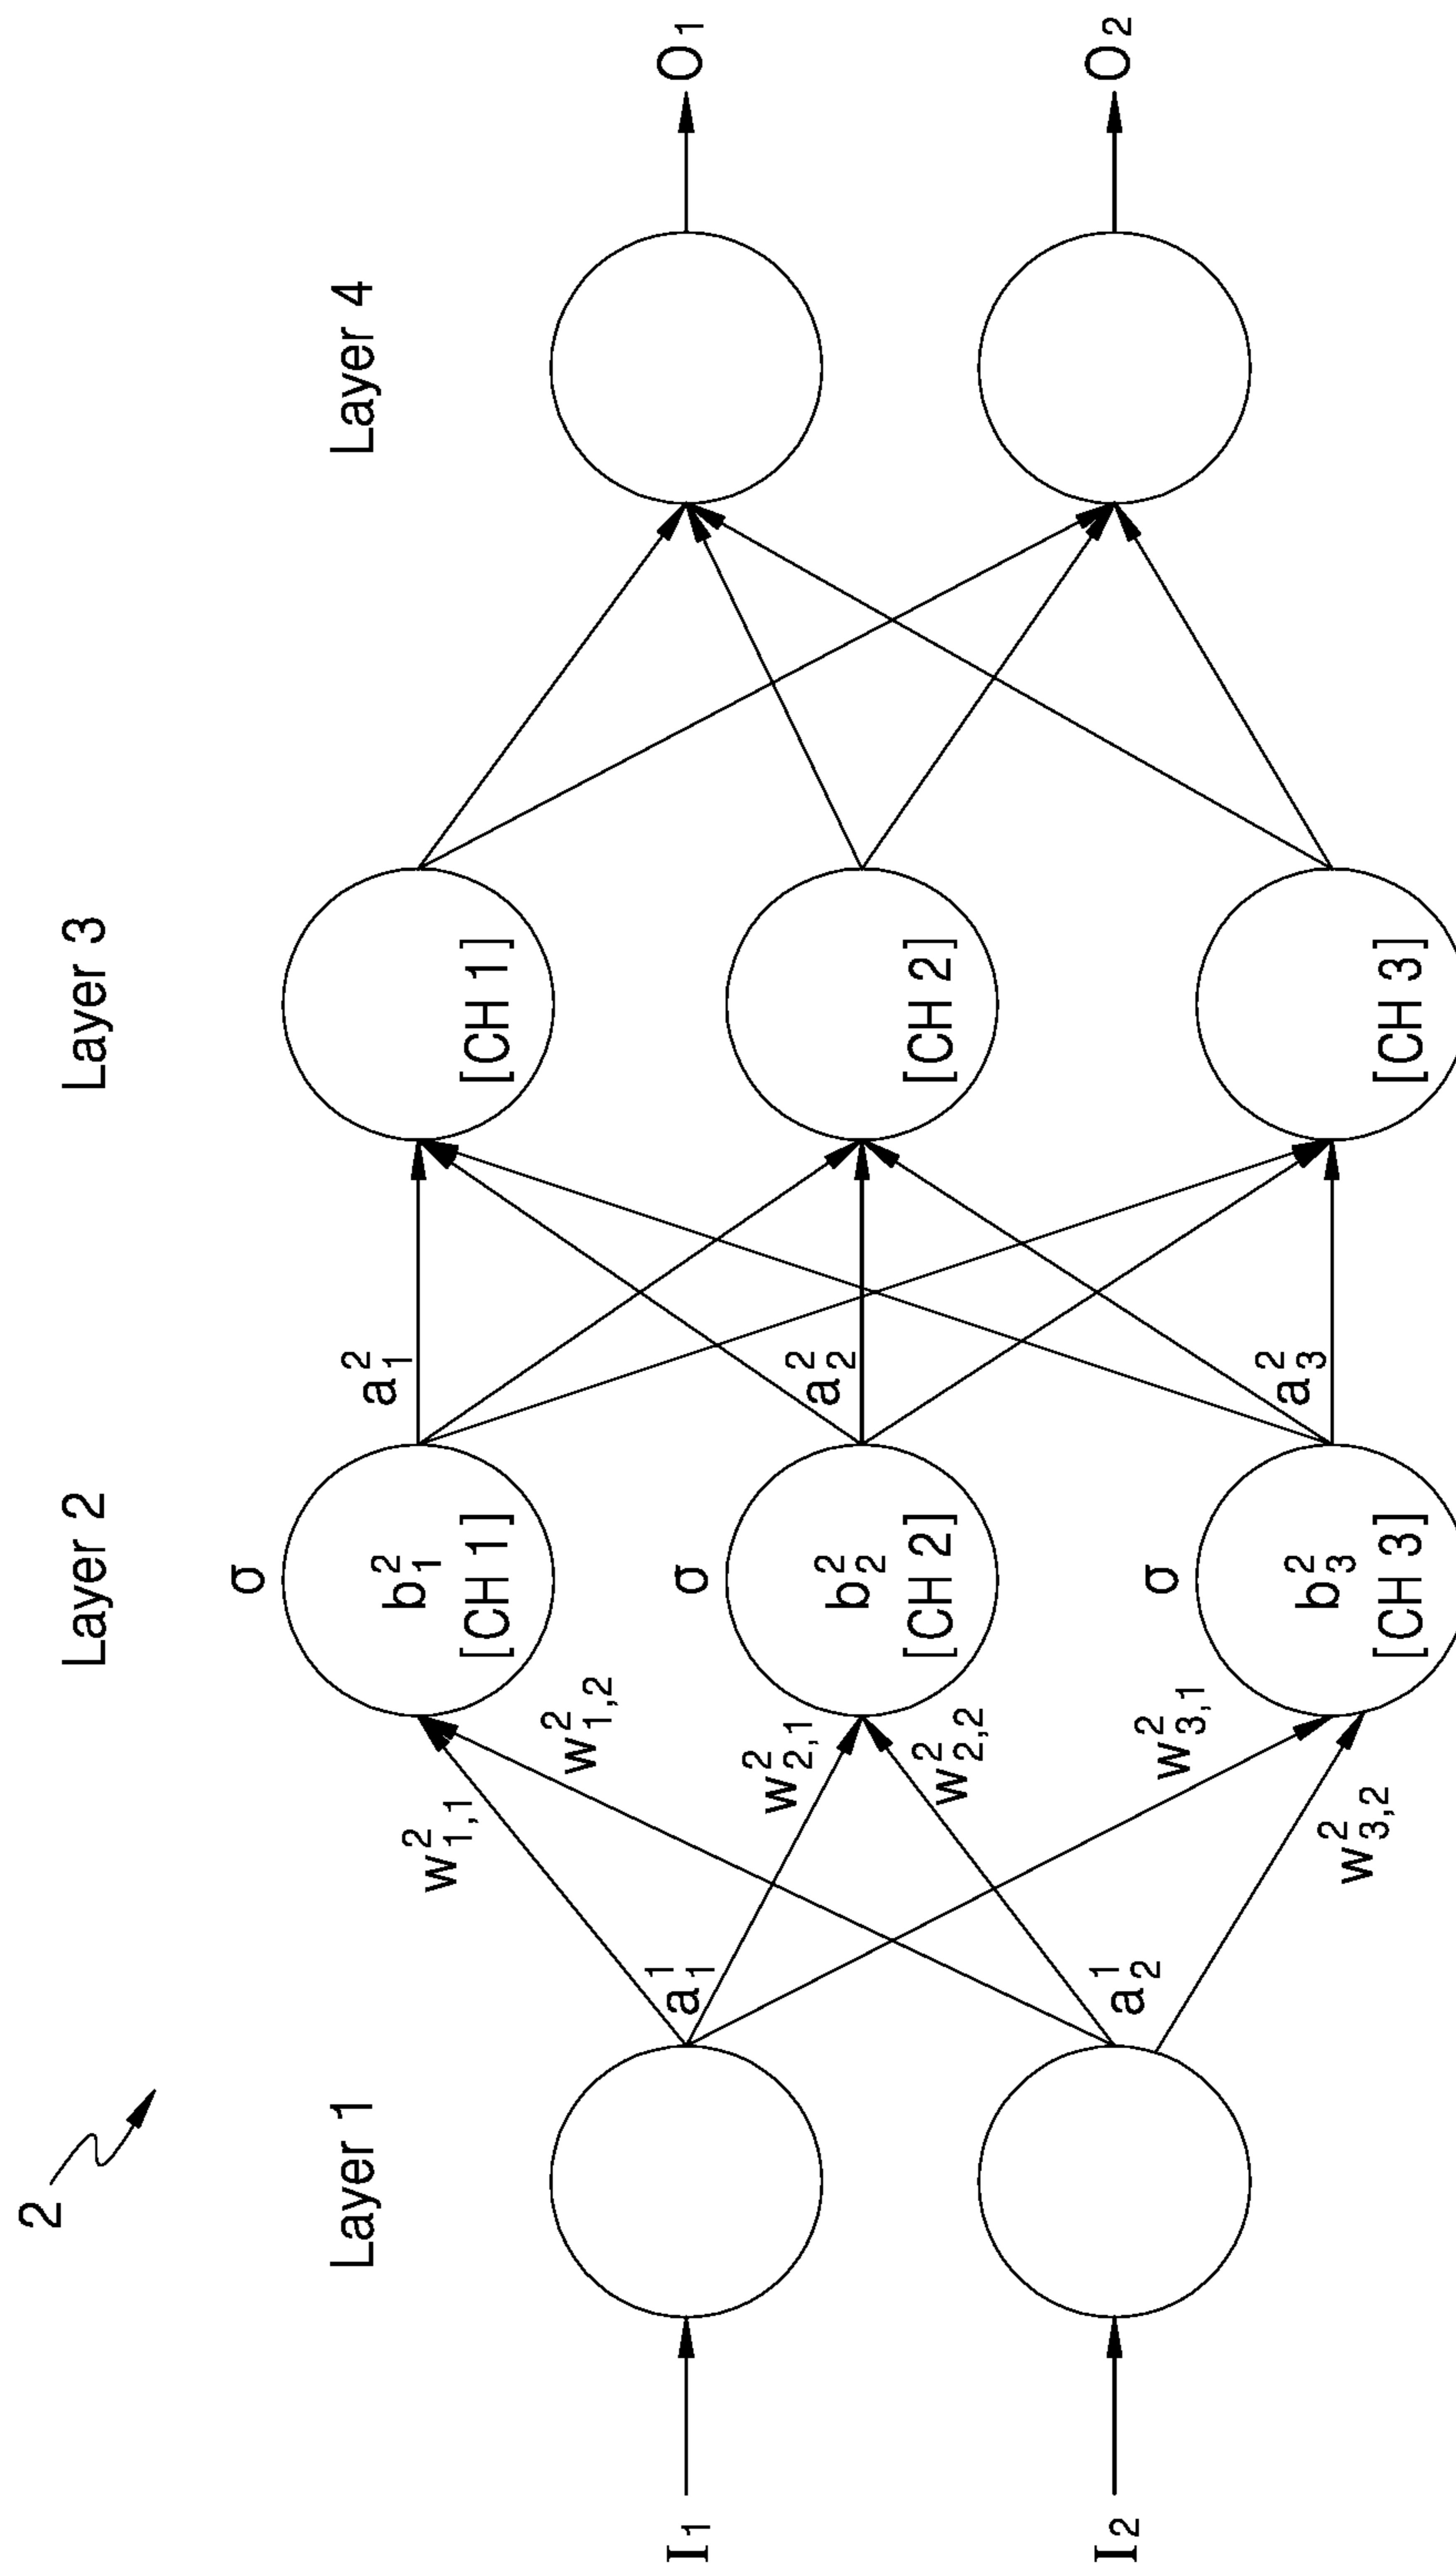 2
Layer 1
Layer 2
Layer 3
Layer 4
I₁
I₂
a¹₁
a¹₂
w²₁,₁
w²₁,₂
w²₂,₁
w²₂,₂
w²₃,₁
w²₃,₂
σ
b²₁
[CH 1]
σ
b²₂
[CH 2]
σ
b²₃
[CH 3]
a²₁
a²₂
a²₃
[CH 1]
[CH 2]
[CH 3]
O₁
O₂